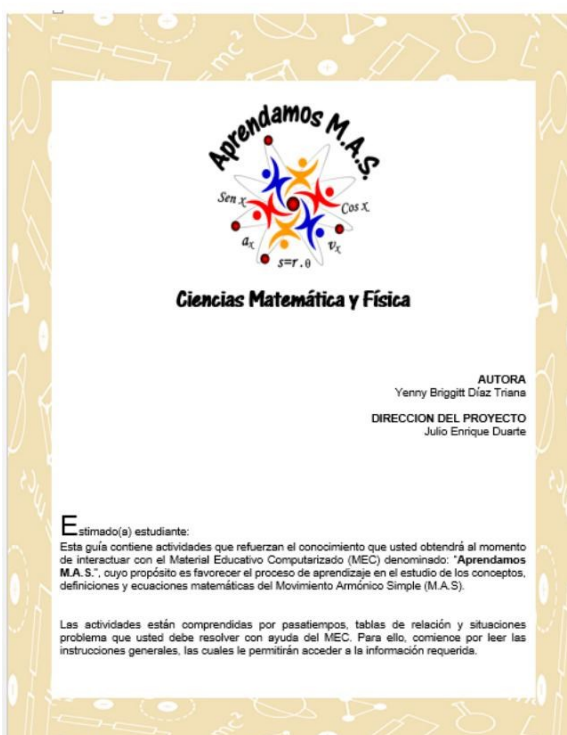 mc²
Aprendamos M.A.S.
Sen x
Cos x
aₓ
vₓ
s=r.θ
Ciencias Matemática y Física
AUTORA
Yenny Briggitt Díaz Triana
DIRECCION DEL PROYECTO
Julio Enrique Duarte
Estimado(a) estudiante:
Esta guía contiene actividades que refuerzan el conocimiento que usted obtendrá al momento
de interactuar con el Material Educativo Computarizado (MEC) denominado: "Aprendamos
M.A.S.", cuyo propósito es favorecer el proceso de aprendizaje en el estudio de los conceptos,
definiciones y ecuaciones matemáticas del Movimiento Armónico Simple (M.A.S).
Las actividades están comprendidas por pasatiempos, tablas de relación y situaciones
problema que usted debe resolver con ayuda del MEC. Para ello, comience por leer las
instrucciones generales, las cuales le permitirán acceder a la información requerida.